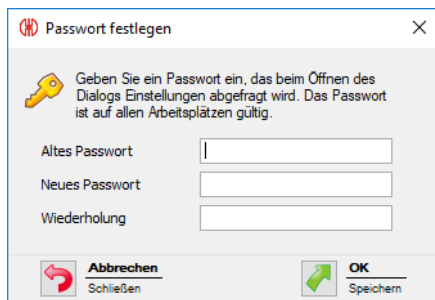 Passwort festlegen
Geben Sie ein Passwort ein, das beim Öffnen des
Dialogs Einstellungen abgefragt wird. Das Passwort
ist auf allen Arbeitsplätzen gültig.
Altes Passwort
Neues Passwort
Wiederholung
Abbrechen
Schließen
OK
Speichern